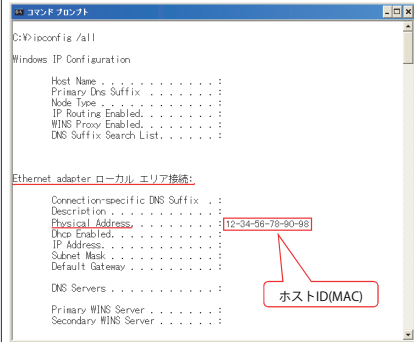 コマンド プロンプト
C:¥>ipconfig /all
Windows IP Configuration
Host Name . . . . . . . . . . . . :
Primary Dns Suffix . . . . . . . :
Node Type . . . . . . . . . . . . :
IP Routing Enabled. . . . . . . . :
WINS Proxy Enabled. . . . . . . . :
DNS Suffix Search List. . . . . . :
Ethernet adapter ローカル エリア接続:
Connection-specific DNS Suffix . :
Description . . . . . . . . . . . :
Physical Address. . . . . . . . . : 12-34-56-78-90-98
Dhcp Enabled. . . . . . . . . . . :
IP Address. . . . . . . . . . . . :
Subnet Mask . . . . . . . . . . . :
Default Gateway . . . . . . . . . :
DNS Servers . . . . . . . . . . . :
ホストID(MAC)
Primary WINS Server . . . . . . . :
Secondary WINS Server . . . . . . :